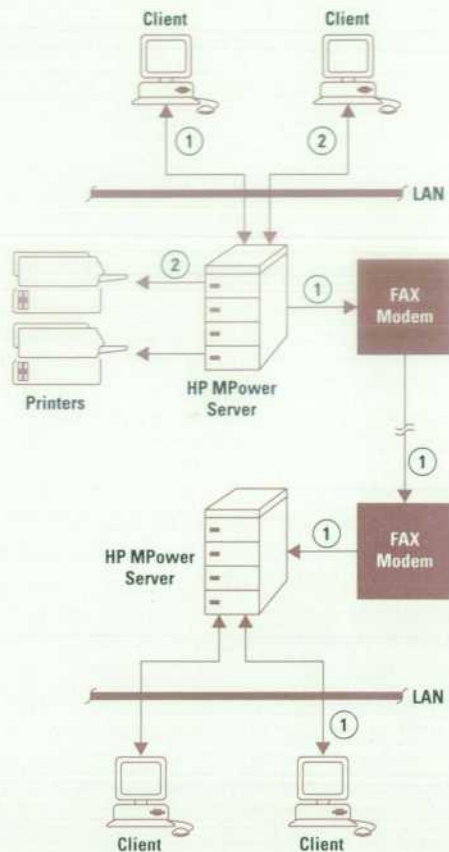 Client
Client
1
2
LAN
2
1
FAX
Modem
Printers
HP MPower
Server
1
HP MPower
Server
1
FAX
Modem
LAN
1
Client
Client